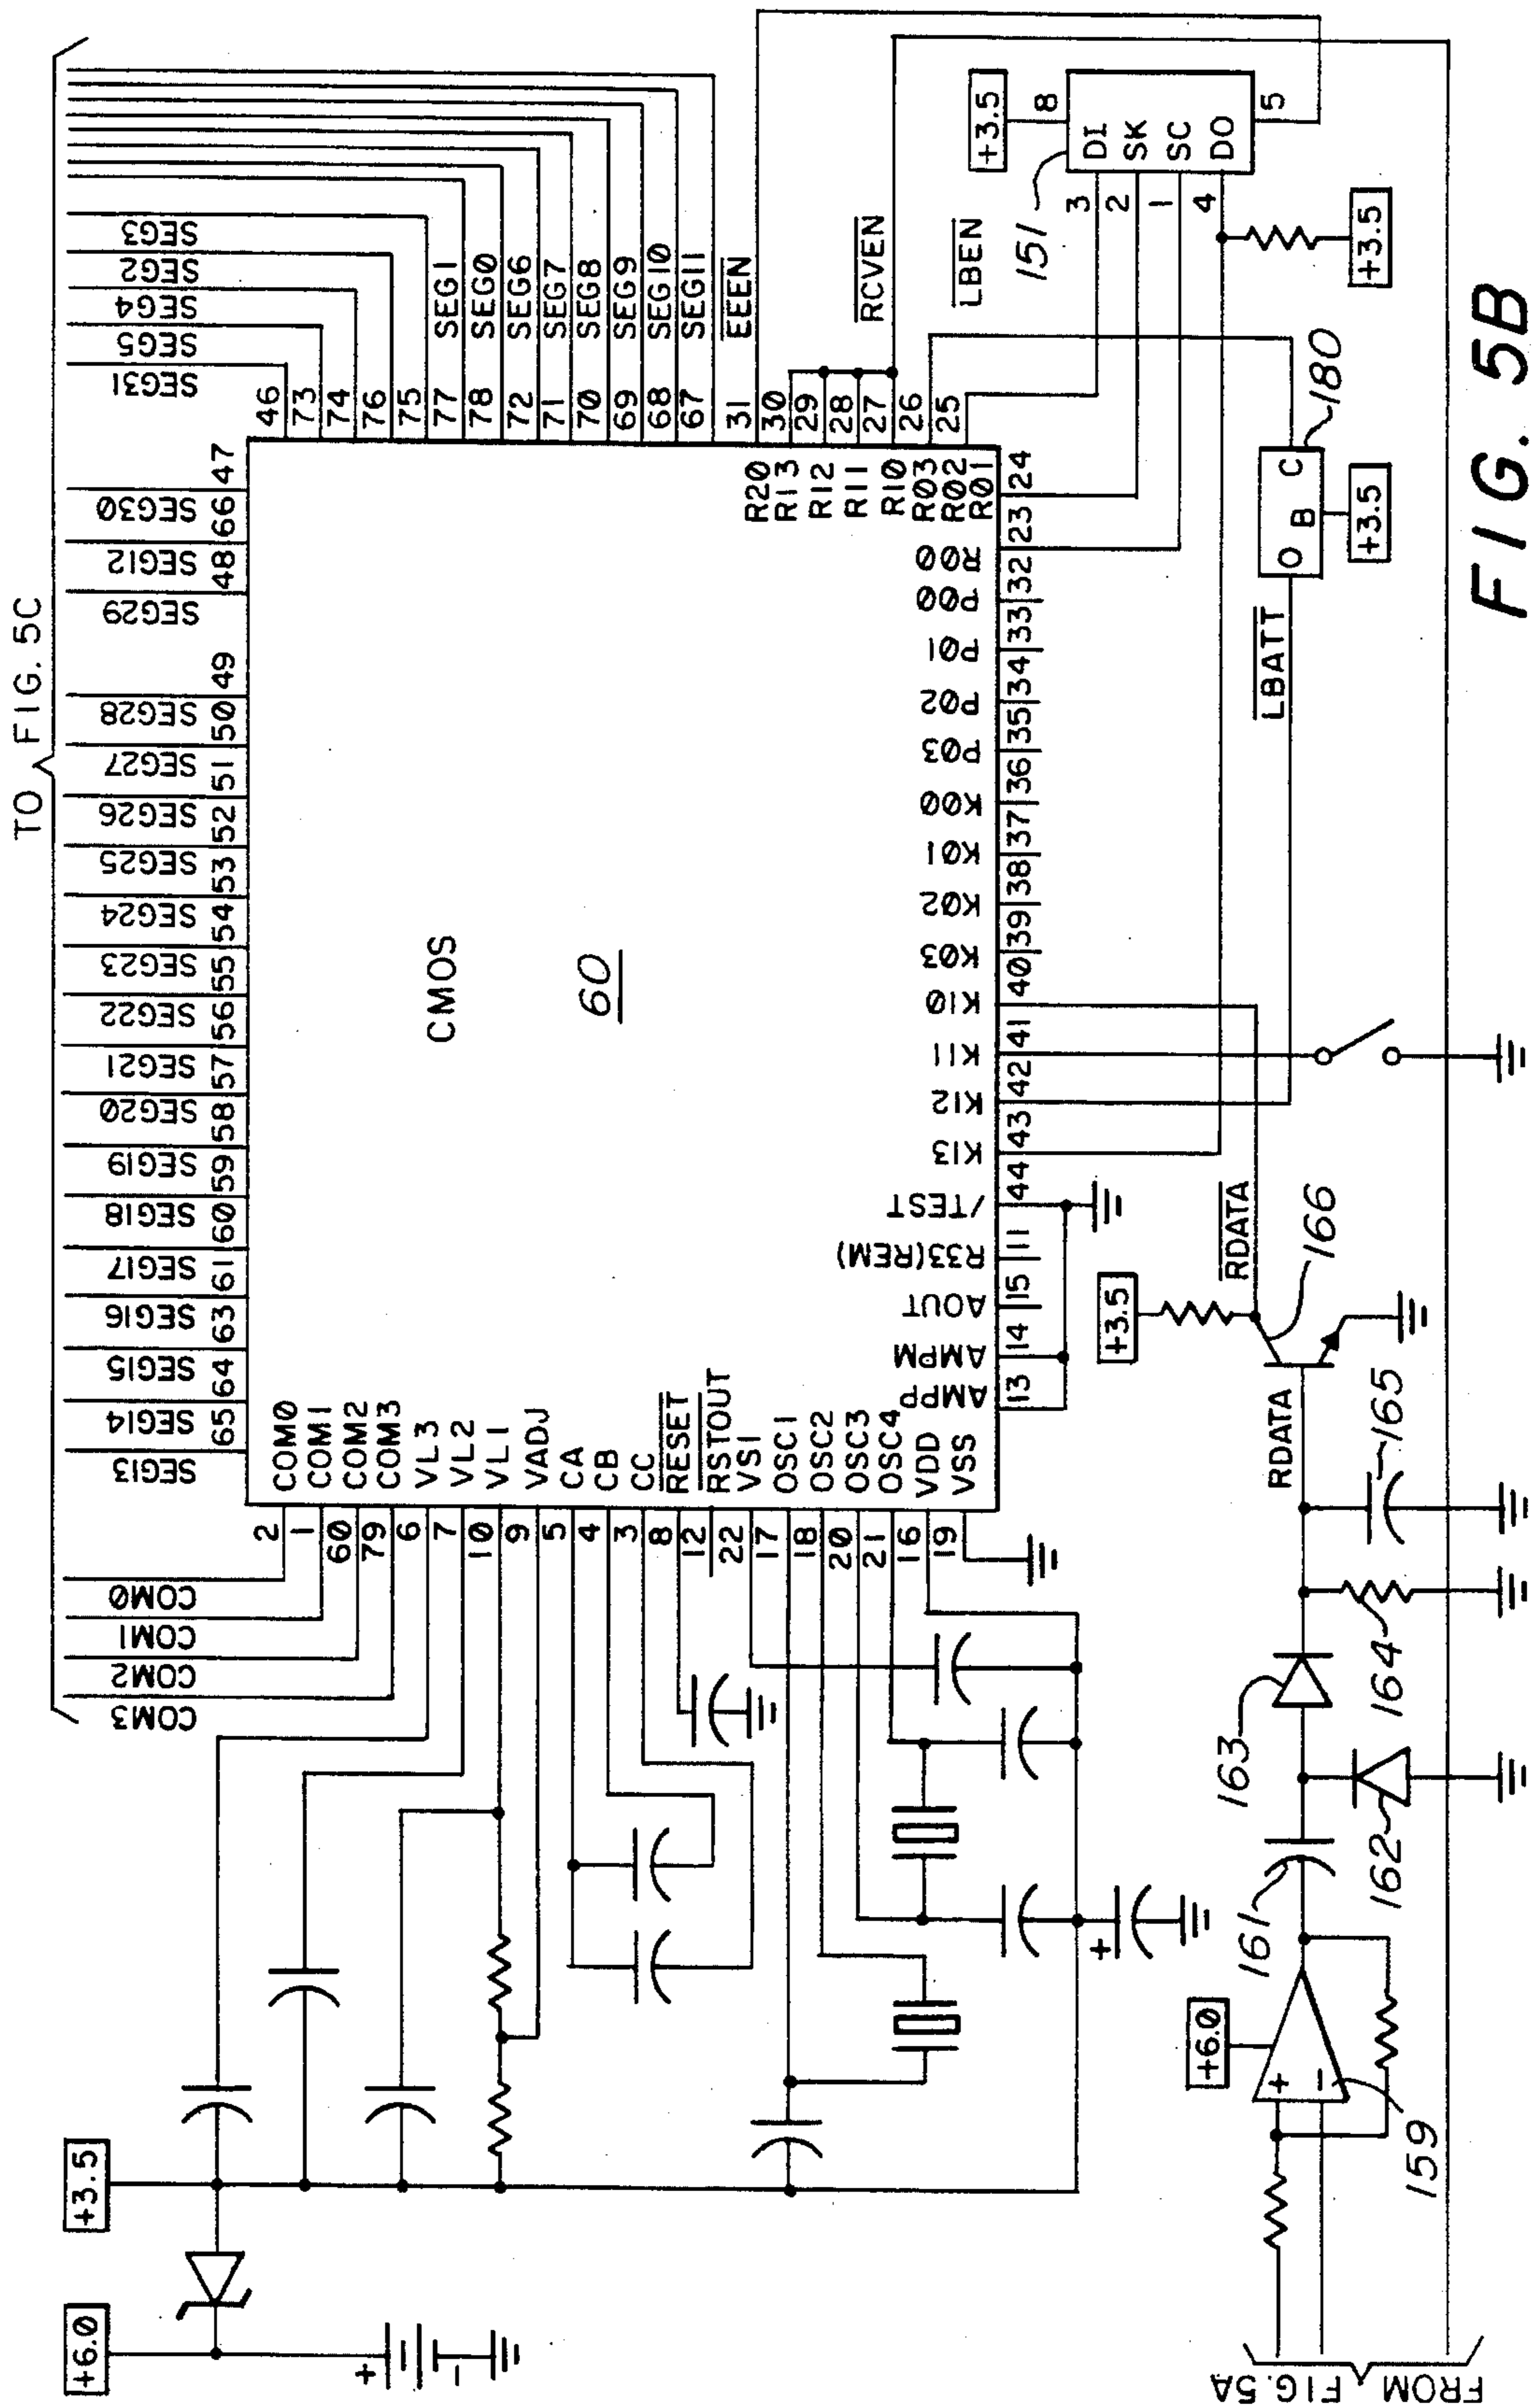 TO FIG. 5C
SEG31
SEG5
SEG4
SEG2
SEG3
46
73
74
76
75
77 SEG1
78 SEG0
72 SEG6
71 SEG7
70 SEG8
69 SEG9
68 SEG10
67 SEG11
31 EEEN
30
29
28
27
26
25
RCVEN
LBEN
47
SEG30
66
SEG12
48
SEG29
49
SEG28
50
SEG27
51
SEG26
52
SEG25
53
SEG24
54
SEG23
55
SEG22
56
SEG21
57
SEG20
58
SEG19
59
SEG18
60
SEG17
61
SEG16
63
SEG15
64
SEG14
65
SEG13
CMOS
60
R20
R13
R12
R11
R10
R03
R02
R01
24
23
R00
32
P00
33
P01
34
P02
35
P03
36
K00
37
K01
38
K02
39
K03
40
K10
41
K11
42
K12
43
K13
44
/TEST
11
R33(REM)
15
AOUT
14
AMPM
13
AMPP
COM0
COM1
COM2
COM3
VL3
VL2
VL1
VADJ
CA
CB
CC
RESET
RSTOUT
VS1
OSC1
OSC2
OSC3
OSC4
VDD
VSS
2
1
60
79
6
7
10
9
5
4
3
8
12
22
17
18
20
21
16
19
COM0
COM1
COM2
COM3
+3.5
+6.0
+
-
+
+3.5
8
151
DI
SK
SC
DO
3
2
1
4
5
+3.5
O B C
180
+3.5
LBATT
RDATA
+3.5
166
RDATA
165
164
163
162
161
+6.0
+
-
159
FROM FIG. 5A
FIG. 5B